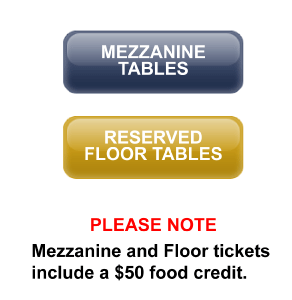 MEZZANINE
TABLES
RESERVED
FLOOR TABLES
PLEASE NOTE
Mezzanine and Floor tickets
include a $50 food credit.